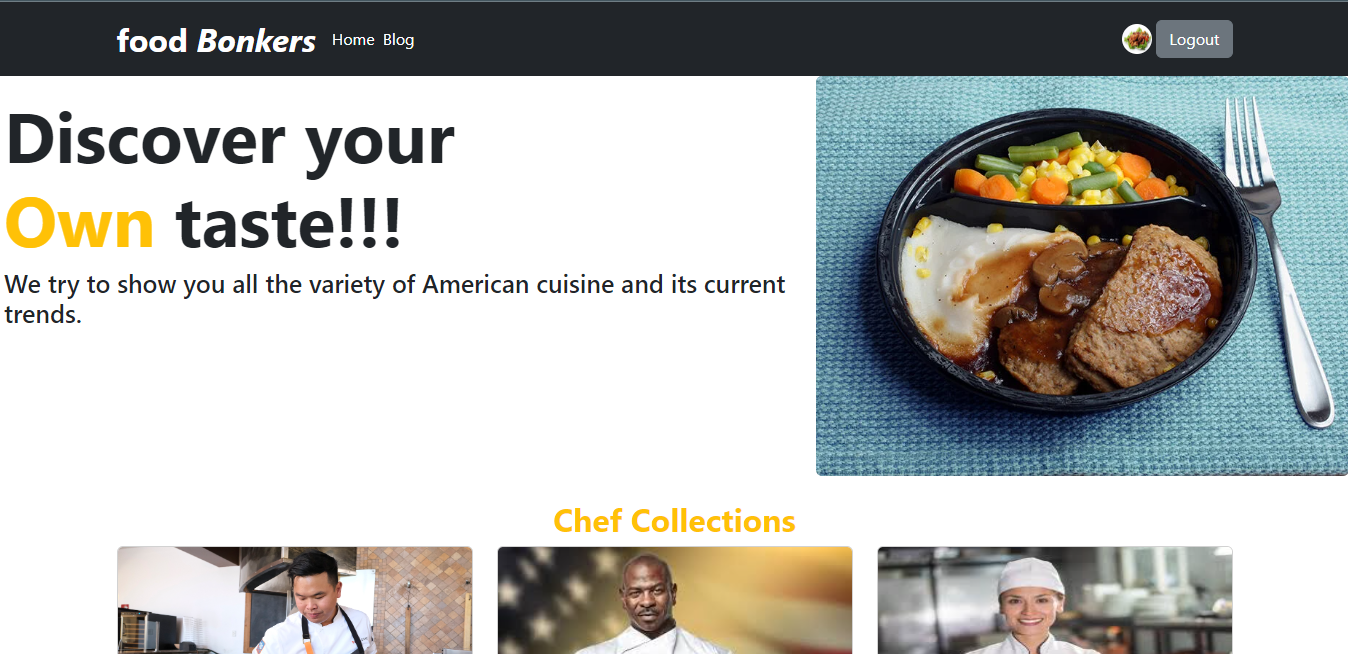 food Bonkers Home Blog Logout
Discover your
Own taste!!!
We try to show you all the variety of American cuisine and its current
trends.
Chef Collections